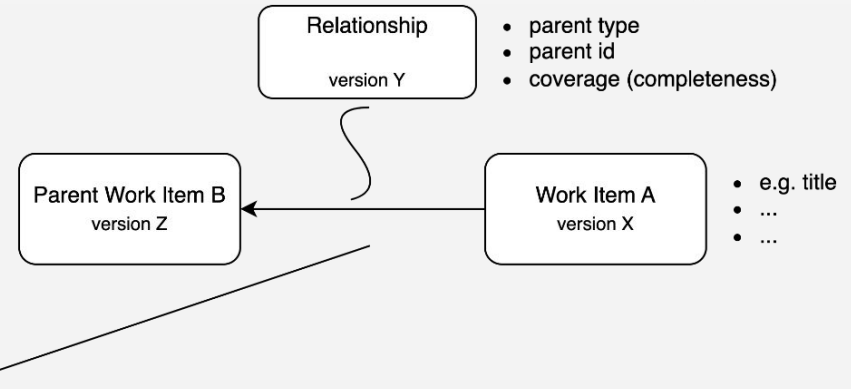 Relationship
version Y
• parent type
• parent id
• coverage (completeness)
Parent Work Item B
version Z
Work Item A
version X
• e.g. title
• ...
• ...